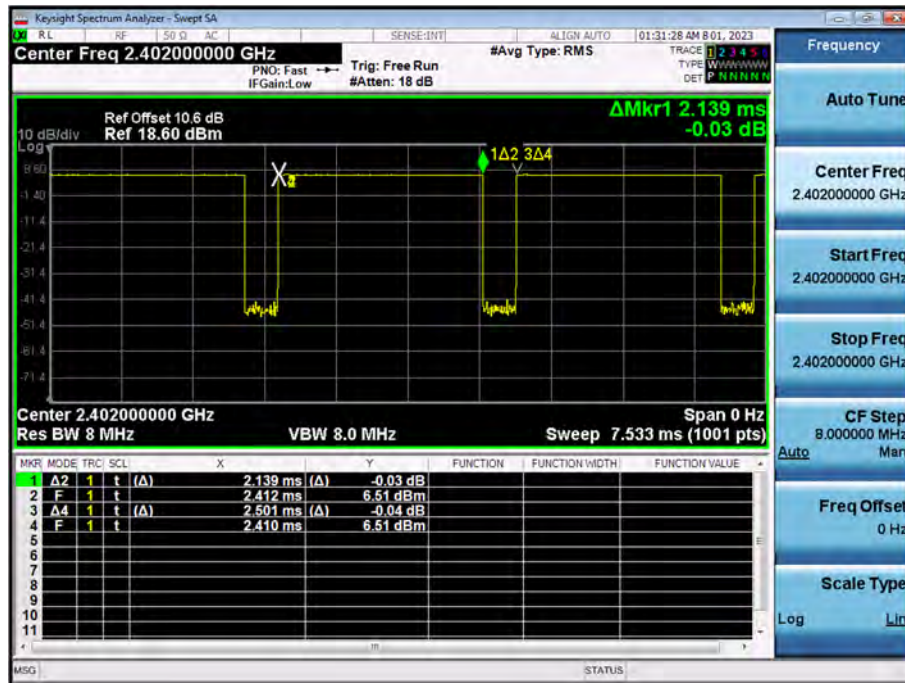 Keysight Spectrum Analyzer - Swept SA
RL RF 50 Ω AC SENSE:INT ALIGN AUTO 01:31:28 AM 8 01, 2023
Center Freq 2.402000000 GHz #Avg Type: RMS TRACE 1 2 3 4 5 6
PNO: Fast Trig: Free Run TYPE WWWWWW
IFGain:Low #Atten: 18 dB DET P N N N N N
ΔMkr1 2.139 ms
-0.03 dB
Ref Offset 10.6 dB
10 dB/div Ref 18.60 dBm
Log
1Δ2 3Δ4
8.60
-1.40
-11.4
-21.4
-31.4
-41.4
-51.4
-61.4
-71.4
Center 2.402000000 GHz Span 0 Hz
Res BW 8 MHz VBW 8.0 MHz Sweep 7.533 ms (1001 pts)
MKR MODE TRC SCL X Y FUNCTION FUNCTION WIDTH FUNCTION VALUE
1 Δ2 1 t (Δ) 2.139 ms (Δ) -0.03 dB
2 F 1 t 2.412 ms 6.51 dBm
3 Δ4 1 t (Δ) 2.501 ms (Δ) -0.04 dB
4 F 1 t 2.410 ms 6.51 dBm
5
6
7
8
9
10
11
MSG STATUS
Frequency
Auto Tune
Center Freq
2.402000000 GHz
Start Freq
2.402000000 GHz
Stop Freq
2.402000000 GHz
CF Step
8.000000 MHz
Auto Man
Freq Offset
0 Hz
Scale Type
Log Lin